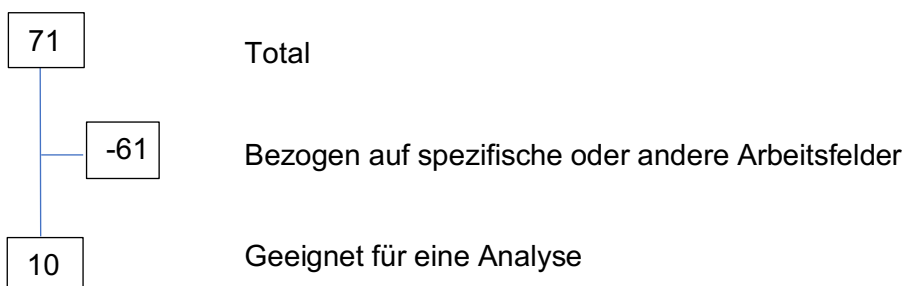 71
Total
-61
Bezogen auf spezifische oder andere Arbeitsfelder
10
Geeignet für eine Analyse